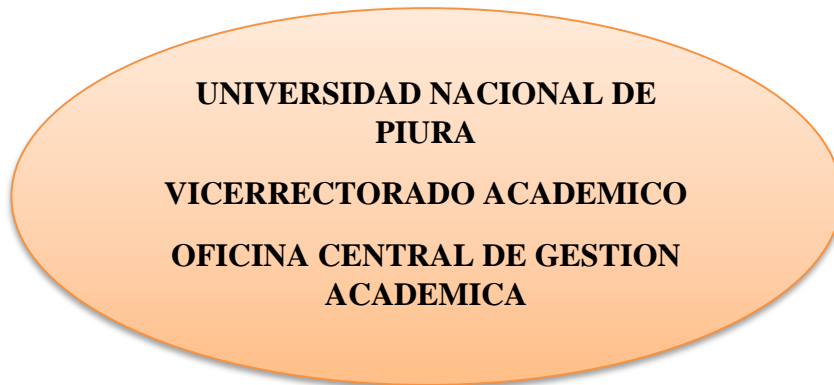 UNIVERSIDAD NACIONAL DE
PIURA
VICERRECTORADO ACADEMICO
OFICINA CENTRAL DE GESTION
ACADEMICA